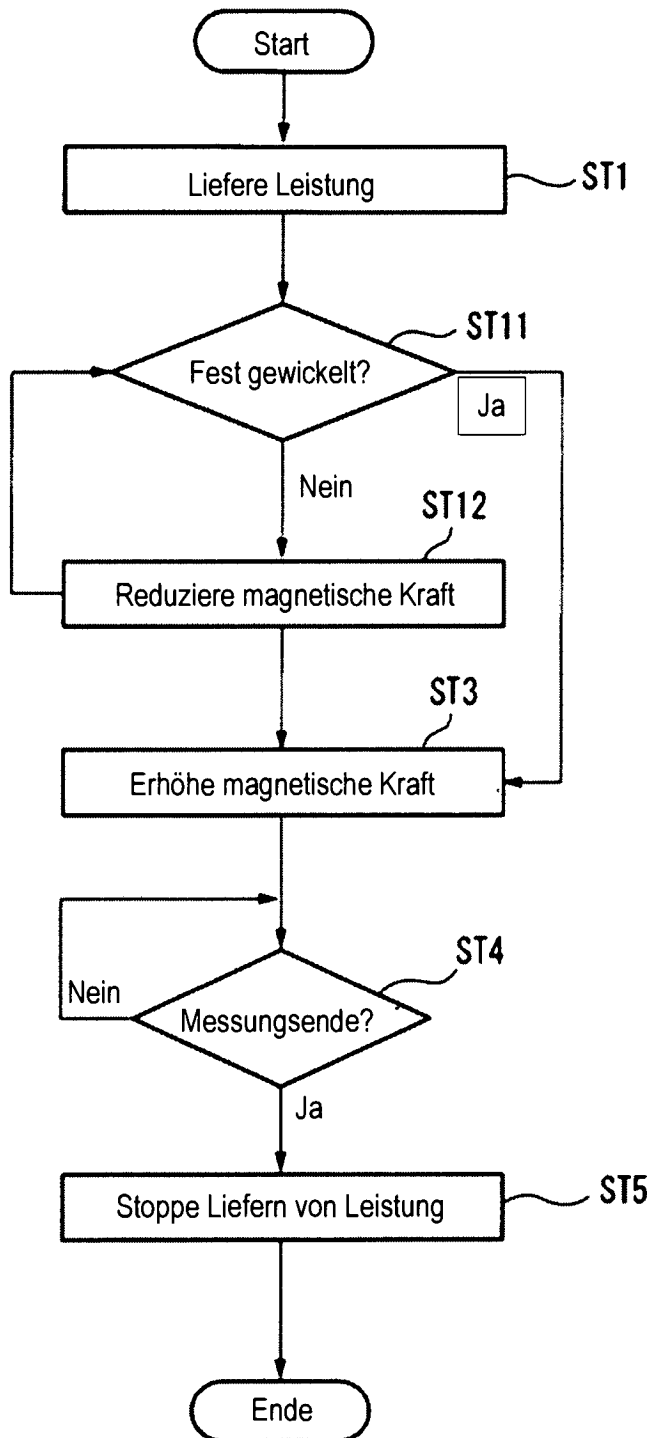 Start
Liefere Leistung
ST1
Fest gewickelt?
ST11
Ja
Nein
ST12
Reduziere magnetische Kraft
ST3
Erhöhe magnetische Kraft
ST4
Nein
Messungsende?
Ja
Stoppe Liefern von Leistung
ST5
Ende